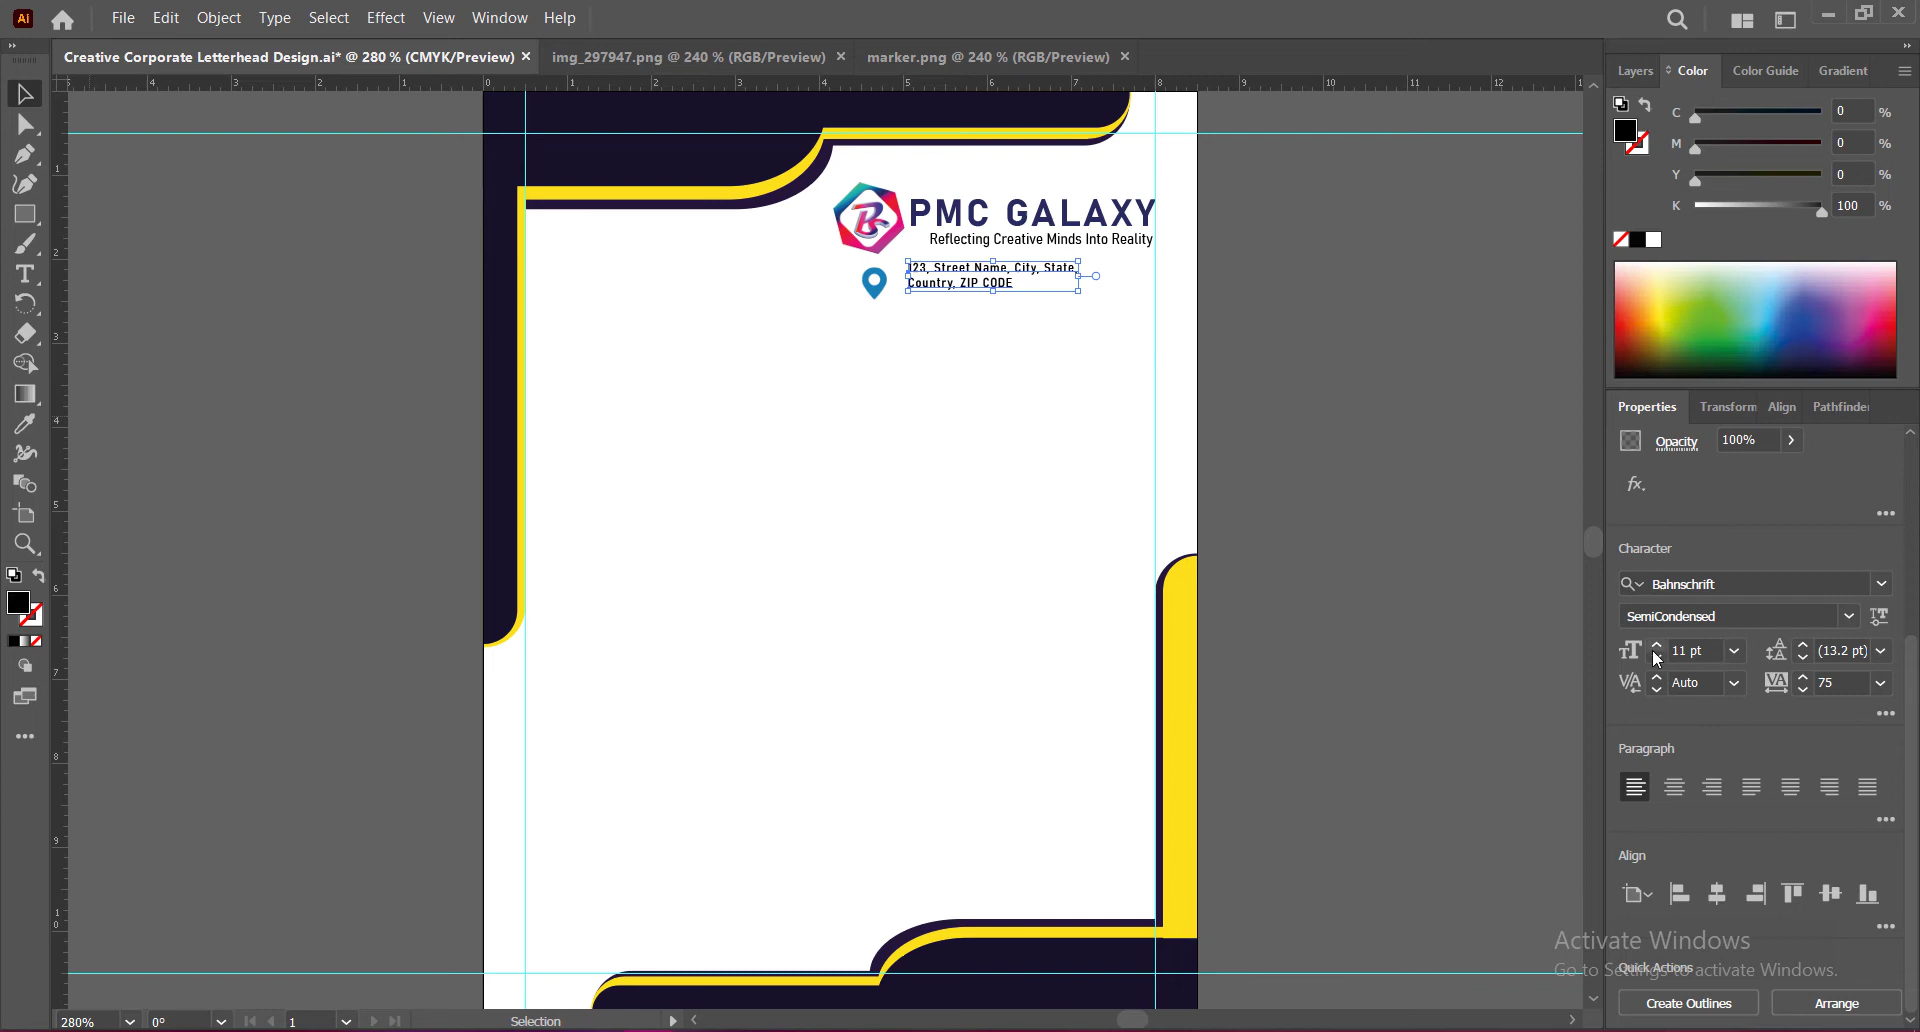 Ai File Edit Object Type Select Effect View Window Help
Creative Corporate Letterhead Design.ai* @ 280 % (CMYK/Preview) × img_297947.png @ 240 % (RGB/Preview) × marker.png @ 240 % (RGB/Preview) ×
Layers Color Color Guide Gradient
C 0 %
M 0 %
Y 0 %
K 100 %
PMC GALAXY
Reflecting Creative Minds Into Reality
123, Street Name, City, State,
Country, ZIP CODE
Properties Transform Align Pathfinde
Opacity 100%
fx.
Character
Bahnschrift
SemiCondensed
11 pt (13.2 pt)
Auto 75
Paragraph
Align
Activate Windows
Go to Settings to activate Windows.
Quick Actions
Create Outlines Arrange
280% 0° 1 Selection